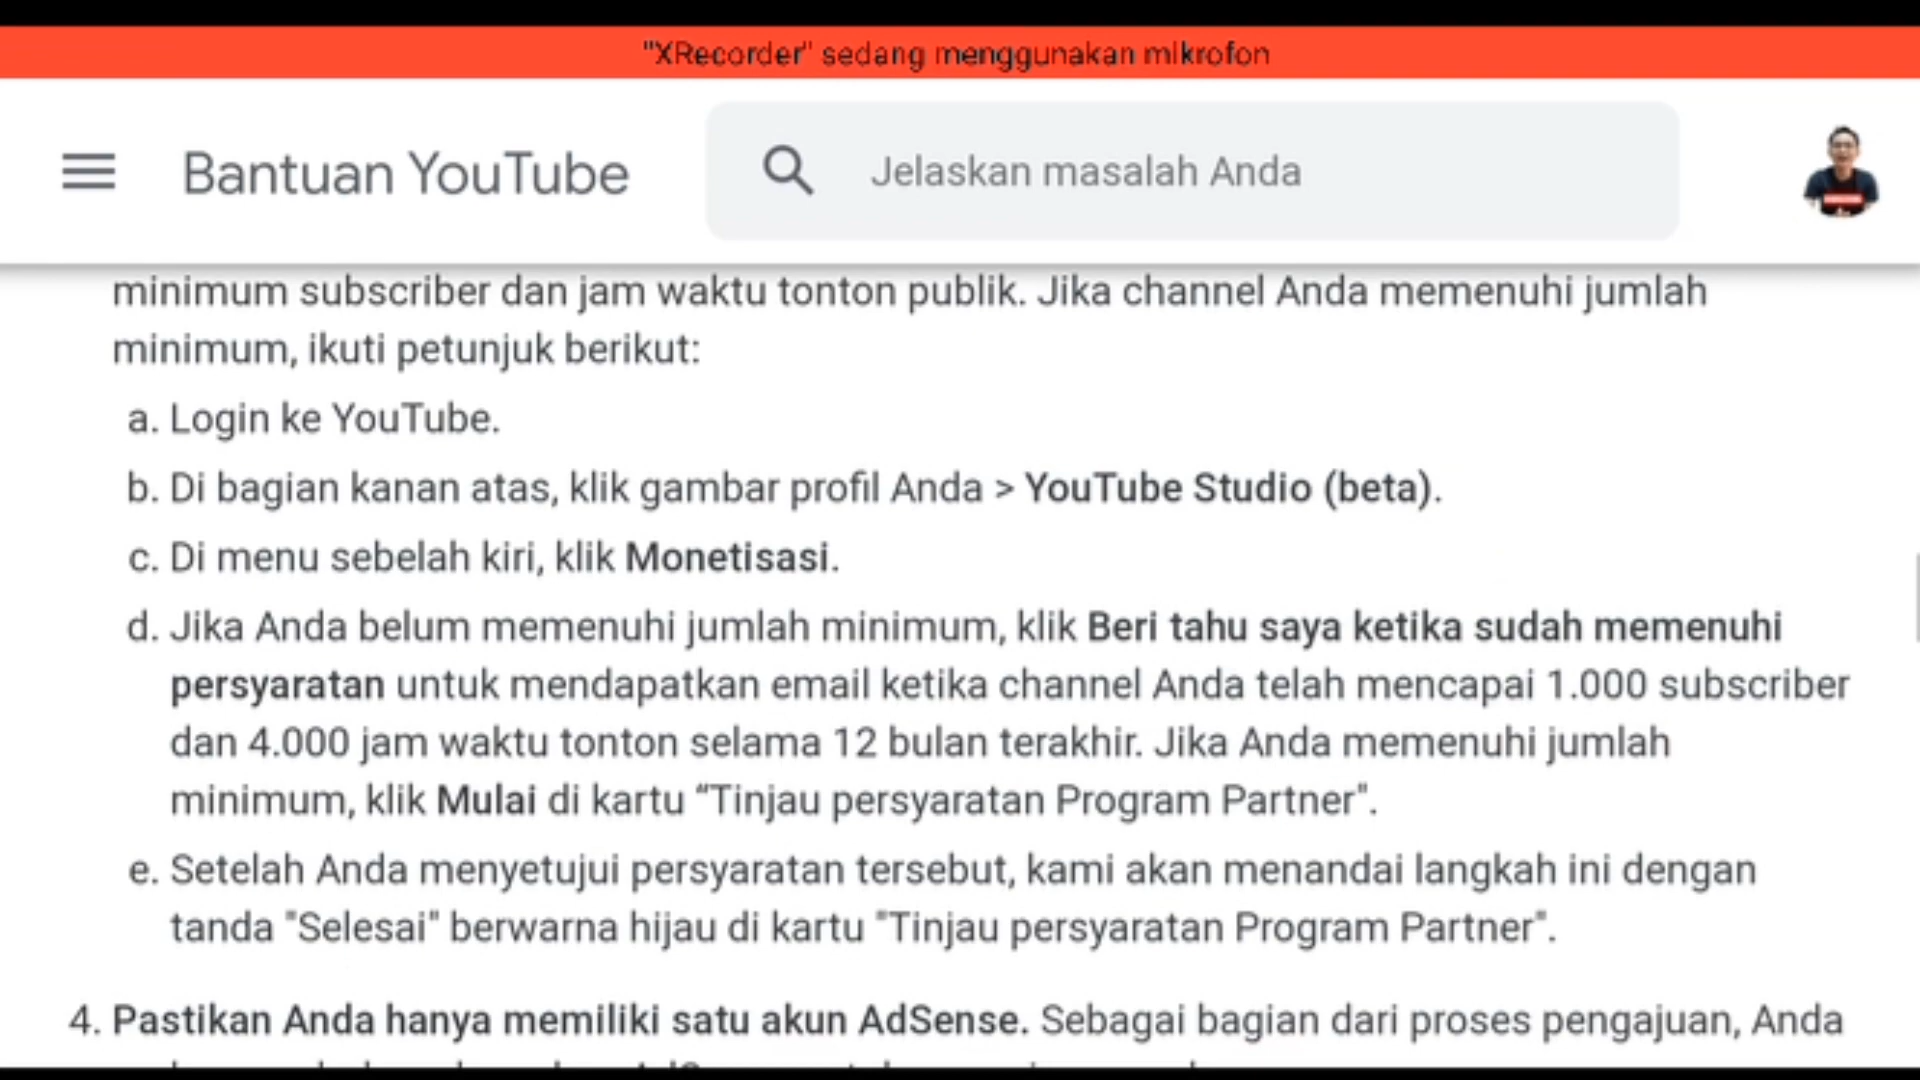 "XRecorder" sedang menggunakan mikrofon
Bantuan YouTube
Jelaskan masalah Anda
minimum subscriber dan jam waktu tonton publik. Jika channel Anda memenuhi jumlah
minimum, ikuti petunjuk berikut:
a. Login ke YouTube.
b. Di bagian kanan atas, klik gambar profil Anda > YouTube Studio (beta).
c. Di menu sebelah kiri, klik Monetisasi.
d. Jika Anda belum memenuhi jumlah minimum, klik Beri tahu saya ketika sudah memenuhi
persyaratan untuk mendapatkan email ketika channel Anda telah mencapai 1.000 subscriber
dan 4.000 jam waktu tonton selama 12 bulan terakhir. Jika Anda memenuhi jumlah
minimum, klik Mulai di kartu “Tinjau persyaratan Program Partner".
e. Setelah Anda menyetujui persyaratan tersebut, kami akan menandai langkah ini dengan
tanda "Selesai" berwarna hijau di kartu "Tinjau persyaratan Program Partner".
4. Pastikan Anda hanya memiliki satu akun AdSense. Sebagai bagian dari proses pengajuan, Anda